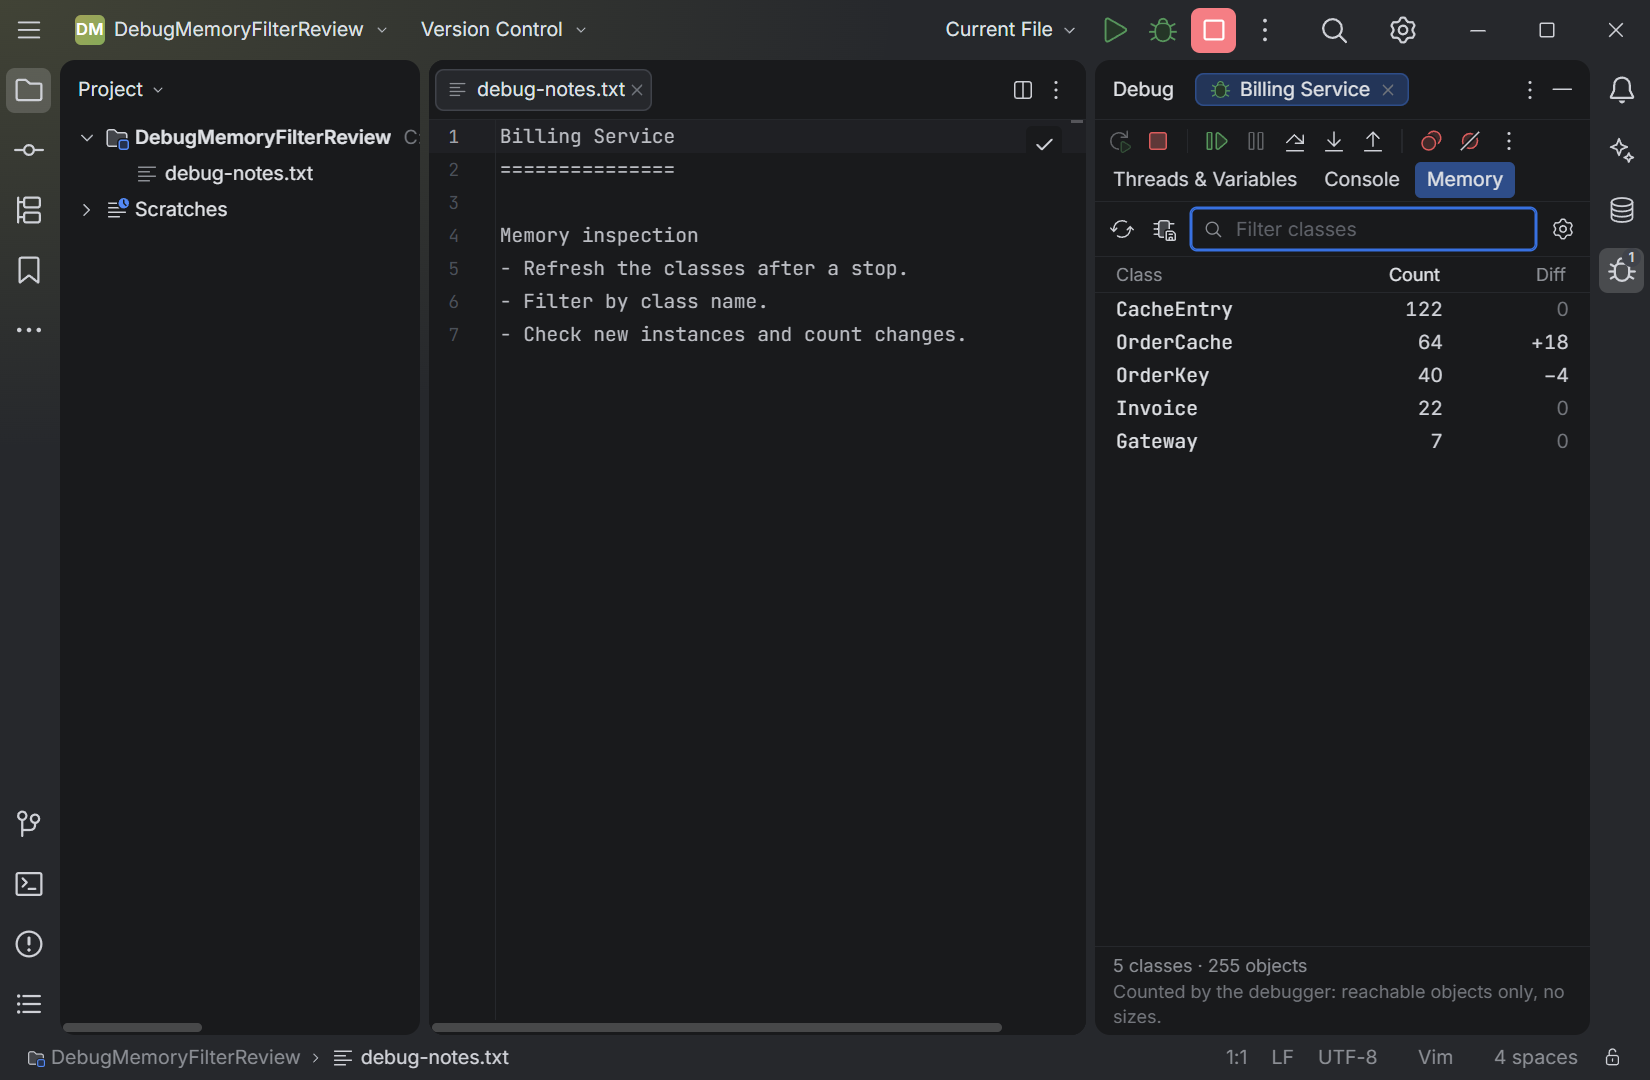 DM DebugMemoryFilterReview Version Control Current File
Project
DebugMemoryFilterReview C:
debug-notes.txt
Scratches
debug-notes.txt
1 Billing Service
2 ===============
3
4 Memory inspection
5 - Refresh the classes after a stop.
6 - Filter by class name.
7 - Check new instances and count changes.
Debug Billing Service
Threads & Variables Console Memory
Filter classes
Class Count Diff
CacheEntry 122 0
OrderCache 64 +18
OrderKey 40 −4
Invoice 22 0
Gateway 7 0
5 classes · 255 objects
Counted by the debugger: reachable objects only, no
sizes.
1
DebugMemoryFilterReview › debug-notes.txt 1:1 LF UTF-8 Vim 4 spaces